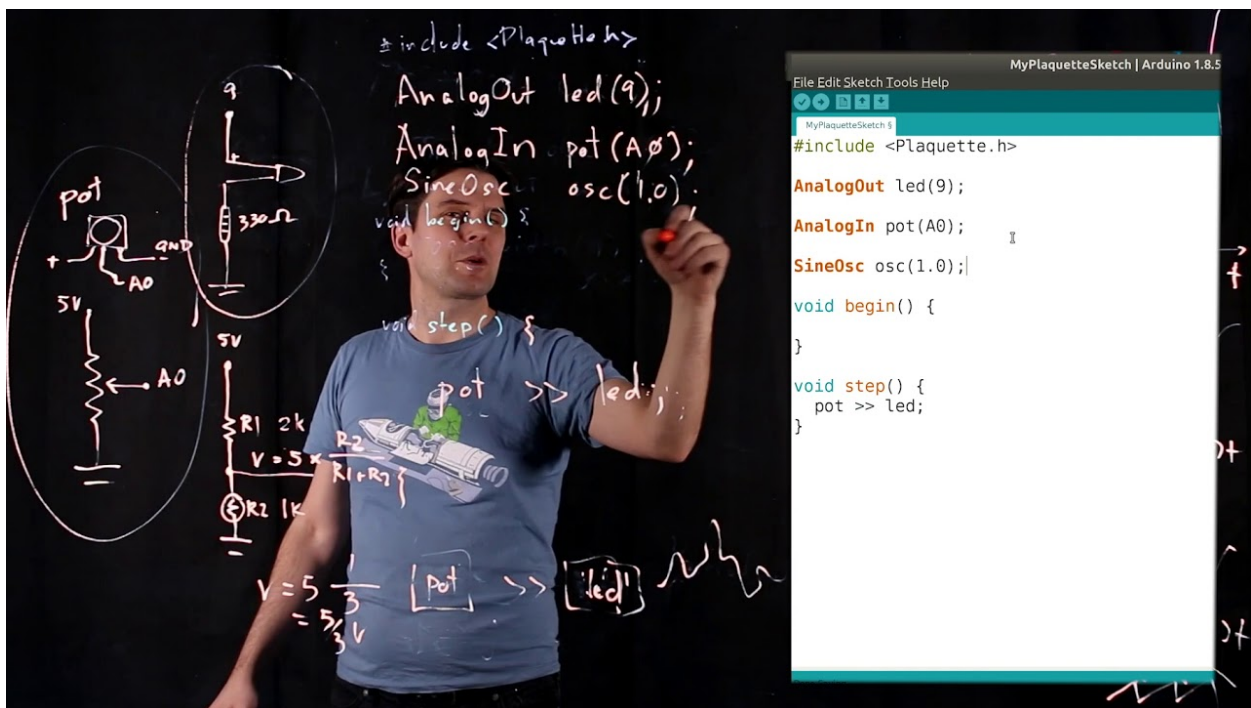 #include <Plaquette.h>
AnalogOut led(9);
AnalogIn pot(A0);
SineOsc osc(1.0);
void begin() {
{
void step() {
pot >> led;;
9
330Ω
pot
+
GND
-
A0
5V
A0
5V
R1 2k
V = 5 x R2
R1+R2
R2 1K
V = 5 1
3
= 5/3 V
pot >> led
MyPlaquetteSketch | Arduino 1.8.5
File Edit Sketch Tools Help
MyPlaquetteSketch §
#include <Plaquette.h>
AnalogOut led(9);
AnalogIn pot(A0);
SineOsc osc(1.0);
void begin() {
}
void step() {
pot >> led;
}
t